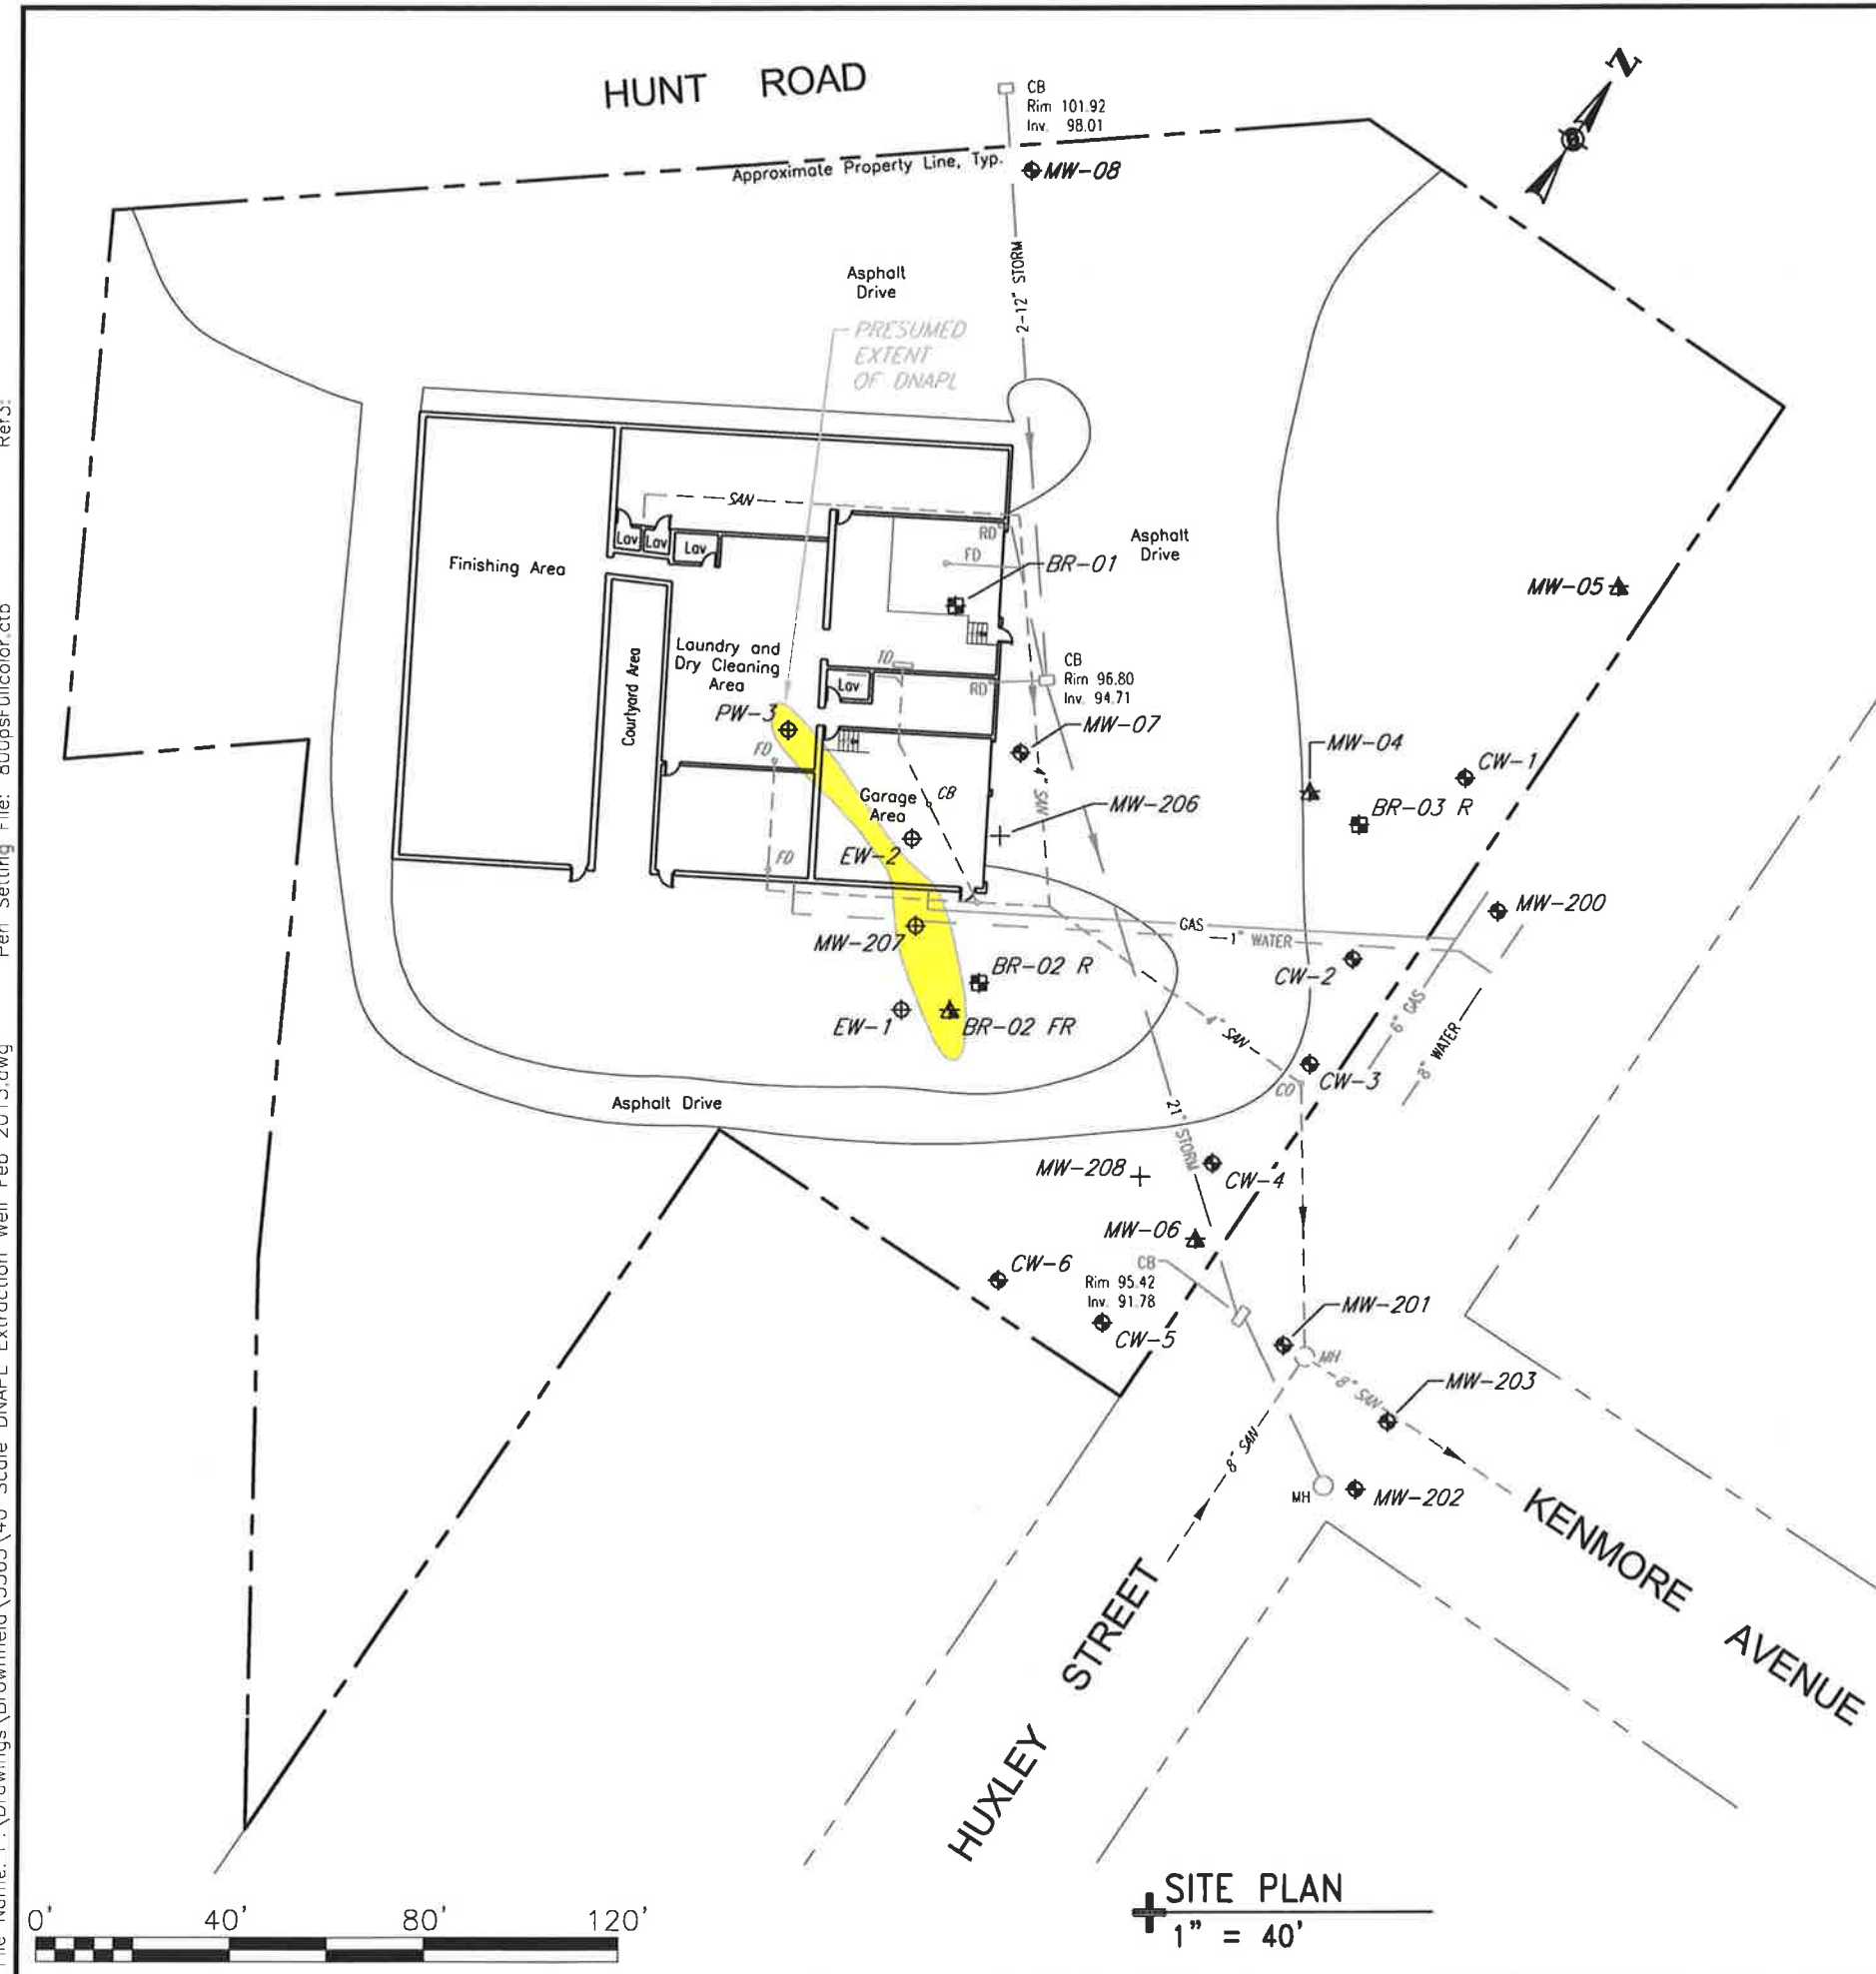 HUNT ROAD
CB
Rim 101.92
Inv. 98.01
N
Approximate Property Line, Typ.
MW-08
2-12" STORM
Asphalt
Drive
PRESUMED
EXTENT
OF DNAPL
SAN
Lav
Lav
Lav
RD
FD
Asphalt
Drive
BR-01
Finishing Area
MW-05
Courtyard Area
Laundry and
Dry Cleaning
Area
TD
Lav
RD
CB
Rim 96.80
Inv. 94.71
PW-3
MW-07
FD
MW-04
CW-1
Garage
Area
CB
SAN
MW-206
BR-03 R
EW-2
FD
MW-200
GAS
1" WATER
MW-207
BR-02 R
CW-2
EW-1
BR-02 FR
4" SAN
6" GAS
8" WATER
CW-3
CO
Asphalt Drive
21" STORM
MW-208
CW-4
MW-06
CB
Rim 95.42
Inv. 91.78
CW-6
CW-5
MW-201
MH
8" SAN
MW-203
8" SAN
MH
MW-202
KENMORE AVENUE
HUXLEY STREET
SITE PLAN
1" = 40'
0' 40' 80' 120'
Pen Setting File: 800psFullcolor.ctb
Refs: